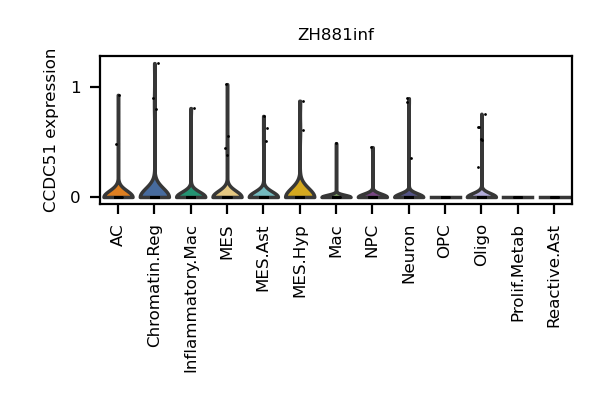 ZH881inf
CCDC51 expression
1
0
AC
Chromatin.Reg
Inflammatory.Mac
MES
MES.Ast
MES.Hyp
Mac
NPC
Neuron
OPC
Oligo
Prolif.Metab
Reactive.Ast